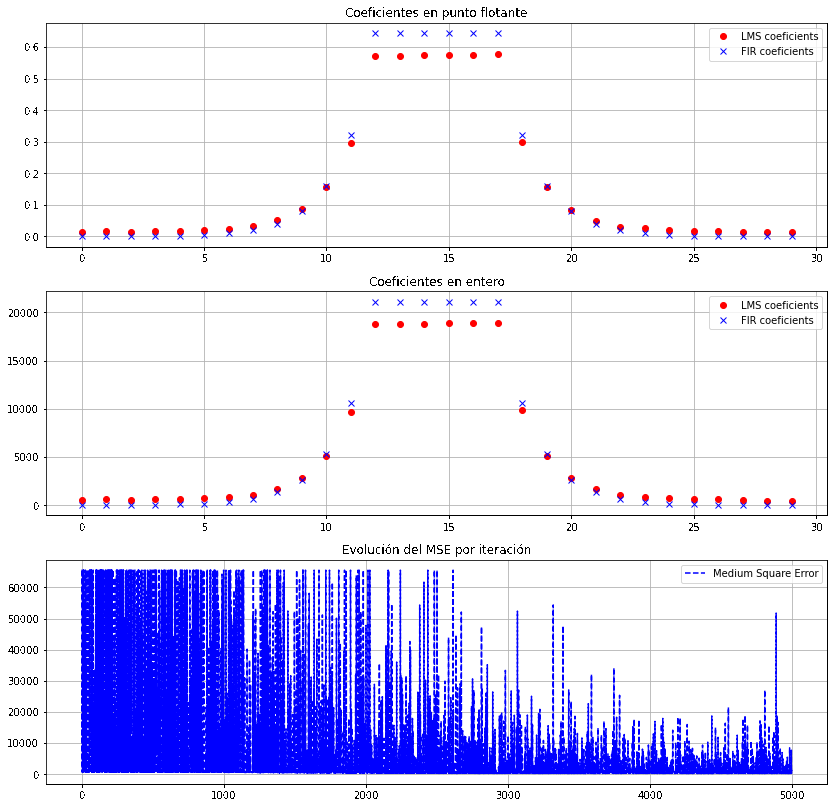 Coeficientes en punto flotante
LMS coeficients
FIR coeficients
0.6
0.5
0.4
0.3
0.2
0.1
0.0
0 5 10 15 20 25 30
Coeficientes en entero
LMS coeficients
FIR coeficients
20000
15000
10000
5000
0
0 5 10 15 20 25 30
Evolución del MSE por iteración
Medium Square Error
60000
50000
40000
30000
20000
10000
0
0 1000 2000 3000 4000 5000